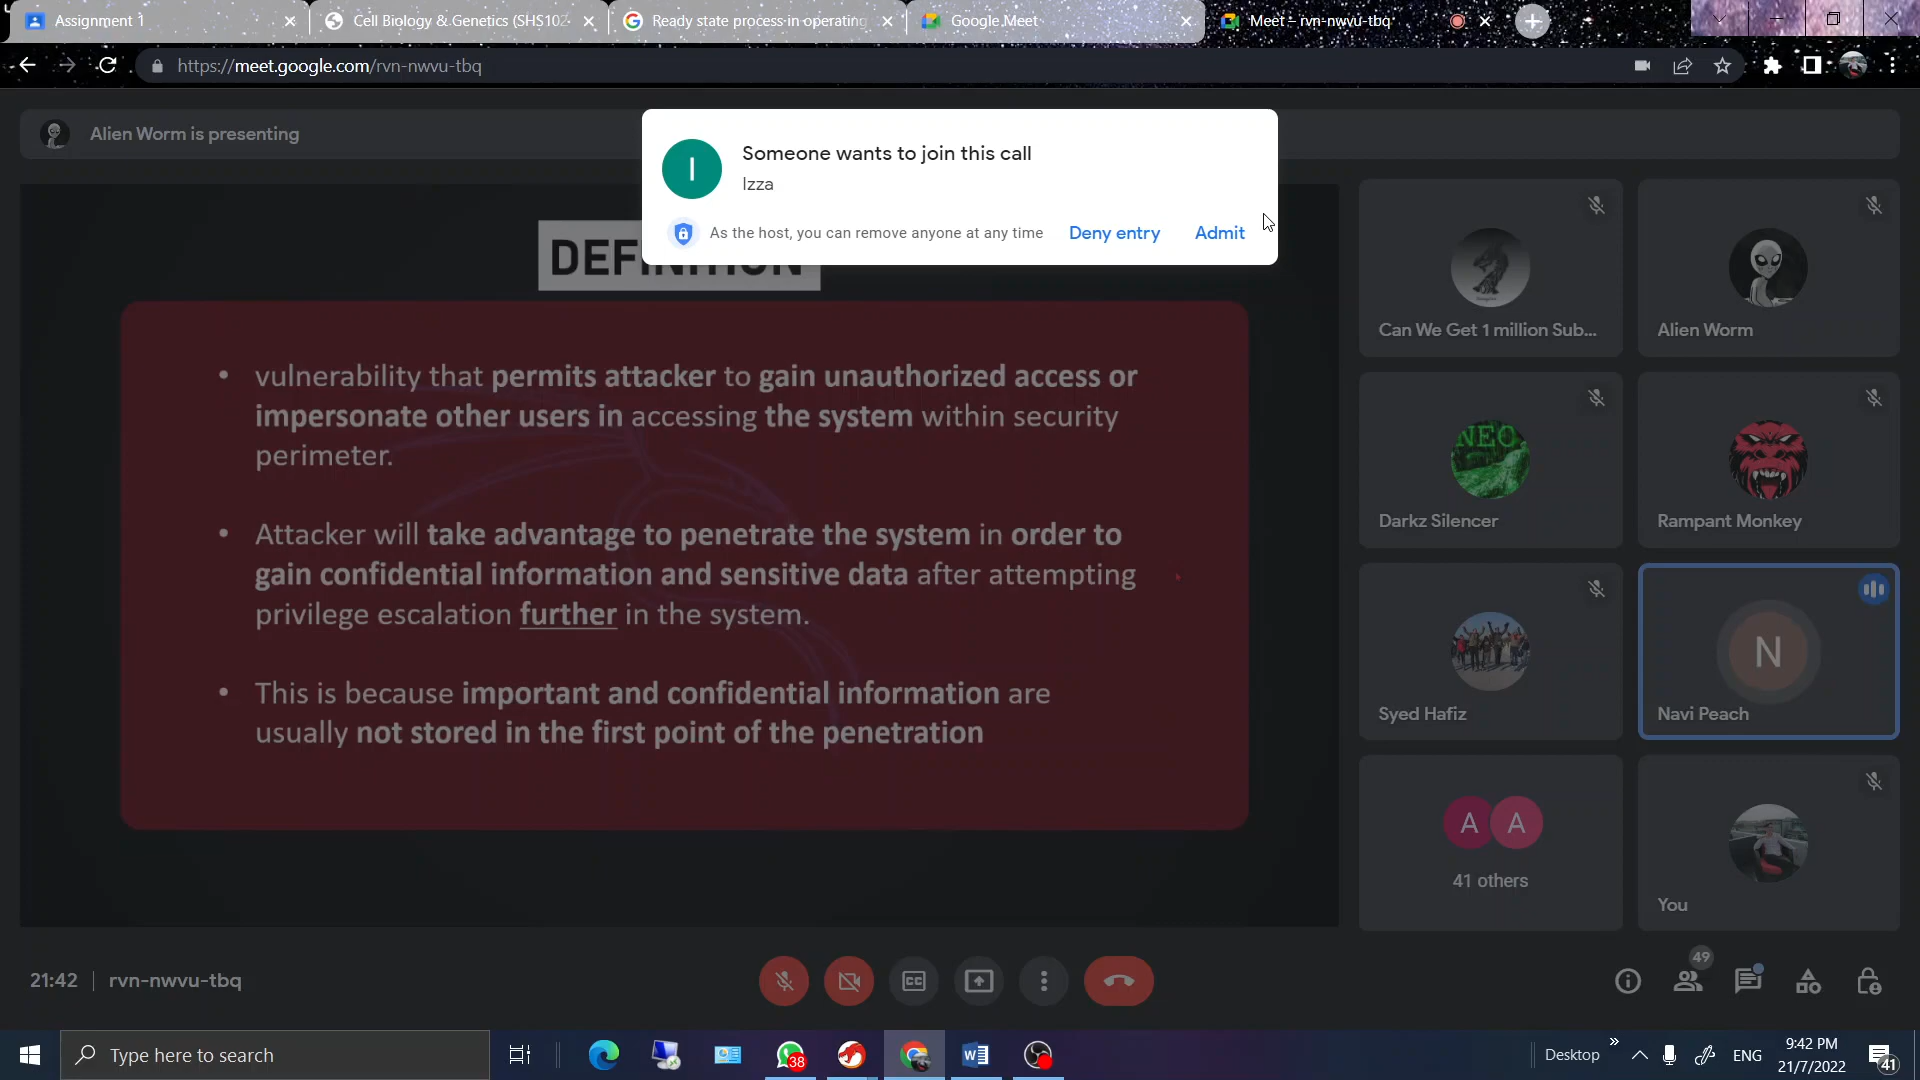 Assignment 1
Cell Biology & Genetics (SHS102-
Ready state process in operating
Google Meet
Meet – rvn-nwvu-tbq
https://meet.google.com/rvn-nwvu-tbq
Alien Worm is presenting
I
Someone wants to join this call
Izza
As the host, you can remove anyone at any time
Deny entry
Admit
DEFINITION
• vulnerability that permits attacker to gain unauthorized access or
impersonate other users in accessing the system within security
perimeter.
• Attacker will take advantage to penetrate the system in order to
gain confidential information and sensitive data after attempting
privilege escalation further in the system.
• This is because important and confidential information are
usually not stored in the first point of the penetration
Can We Get 1 million Sub...
Alien Worm
NEO
Darkz Silencer
Rampant Monkey
Syed Hafiz
N
Navi Peach
A A
41 others
You
21:42 | rvn-nwvu-tbq
CC
49
Type here to search
38
W
Desktop
ENG
9:42 PM
21/7/2022
41